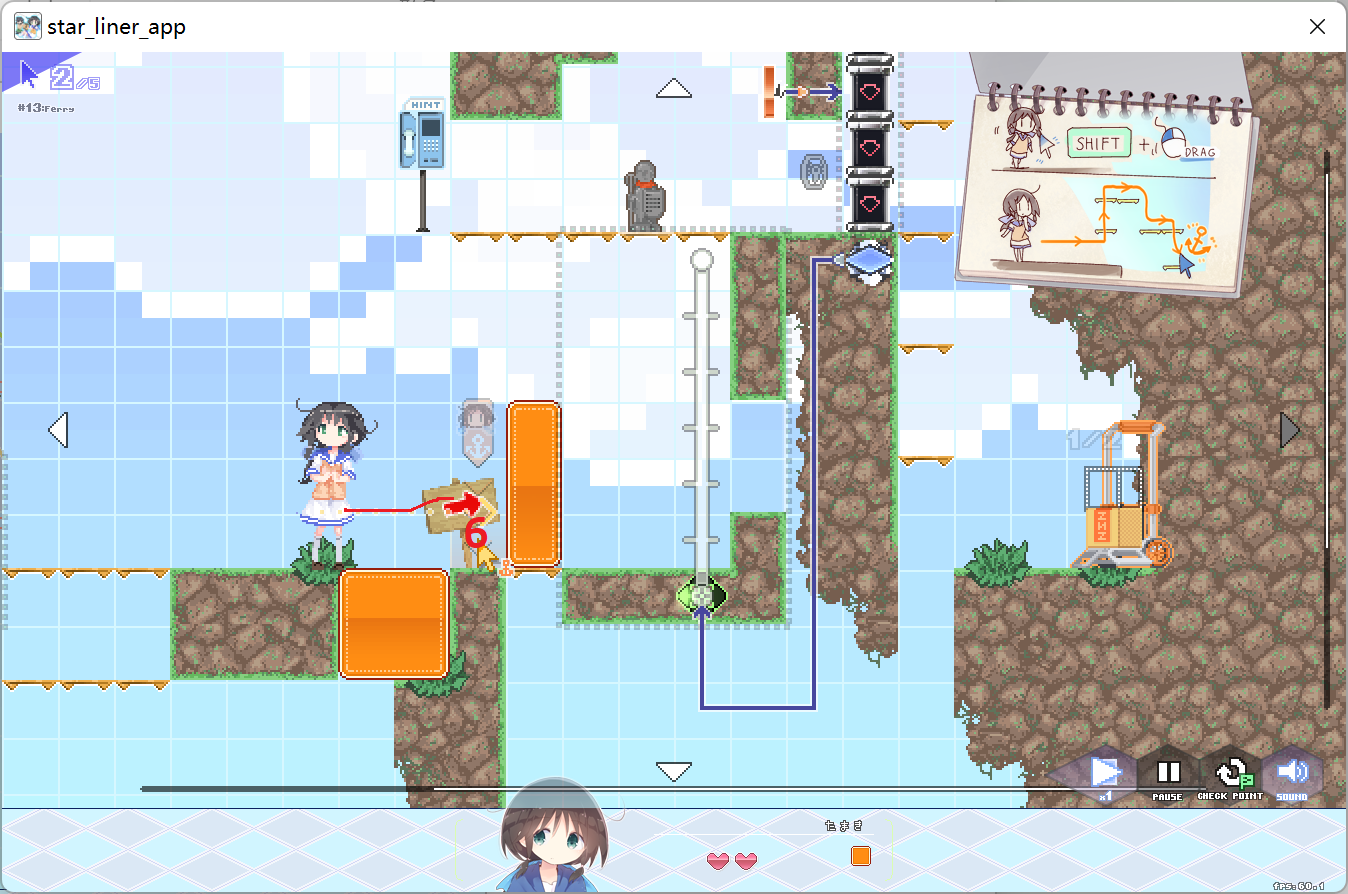 star_liner_app
2/5
#13:Ferry
HINT
SHIFT + DRAG
1/2
6
x1
PAUSE
CHECK POINT
SOUND
たまき
frs:60.1